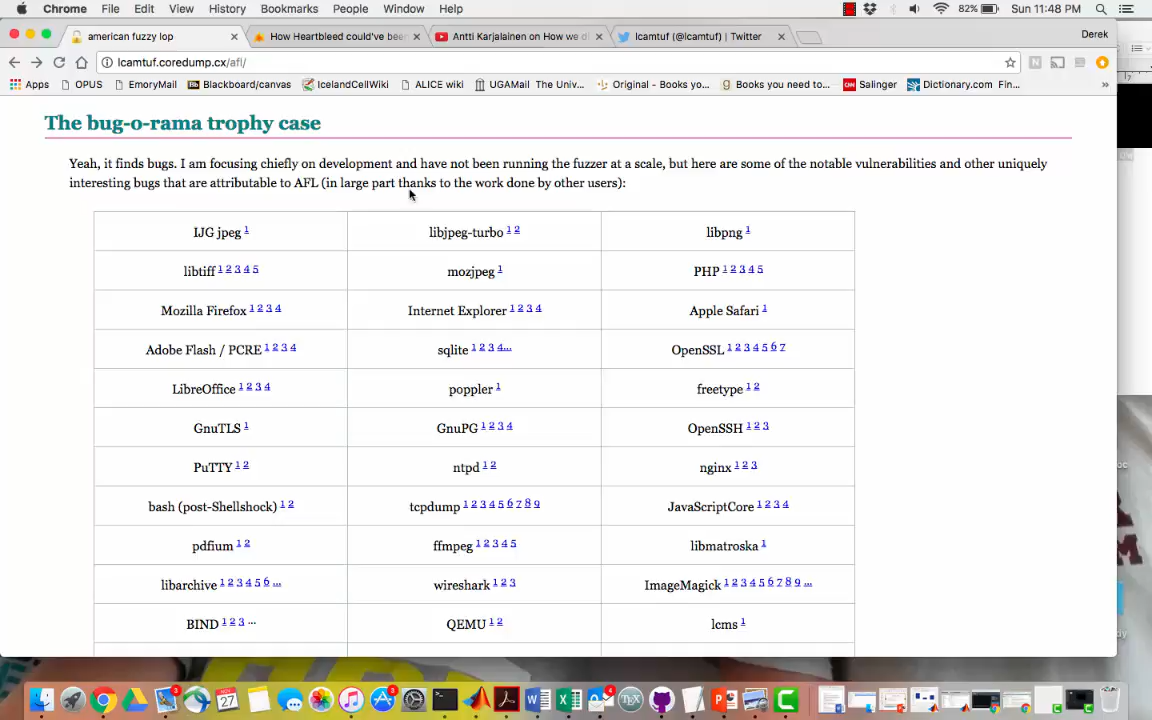 Chrome File Edit View History Bookmarks People Window Help 82% Sun 11:48 PM
american fuzzy lop
How Heartbleed could've bee
Antti Karjalainen on How we d
lcamtuf (@lcamtuf) | Twitter
Derek
lcamtuf.coredump.cx/afl/
Apps OPUS EmoryMail Blackboard/canvas IcelandCellWiki ALICE wiki UGAMail The Univ... Original - Books yo... Books you need to... Salinger Dictionary.com Fin... »
The bug-o-rama trophy case
Yeah, it finds bugs. I am focusing chiefly on development and have not been running the fuzzer at a scale, but here are some of the notable vulnerabilities and other uniquely
interesting bugs that are attributable to AFL (in large part thanks to the work done by other users):
IJG jpeg 1 libjpeg-turbo 1 2 libpng 1
libtiff 1 2 3 4 5 mozjpeg 1 PHP 1 2 3 4 5
Mozilla Firefox 1 2 3 4 Internet Explorer 1 2 3 4 Apple Safari 1
Adobe Flash / PCRE 1 2 3 4 sqlite 1 2 3 4... OpenSSL 1 2 3 4 5 6 7
LibreOffice 1 2 3 4 poppler 1 freetype 1 2
GnuTLS 1 GnuPG 1 2 3 4 OpenSSH 1 2 3
PuTTY 1 2 ntpd 1 2 nginx 1 2 3
bash (post-Shellshock) 1 2 tcpdump 1 2 3 4 5 6 7 8 9 JavaScriptCore 1 2 3 4
pdfium 1 2 ffmpeg 1 2 3 4 5 libmatroska 1
libarchive 1 2 3 4 5 6 ... wireshark 1 2 3 ImageMagick 1 2 3 4 5 6 7 8 9 ...
BIND 1 2 3 ... QEMU 1 2 lcms 1